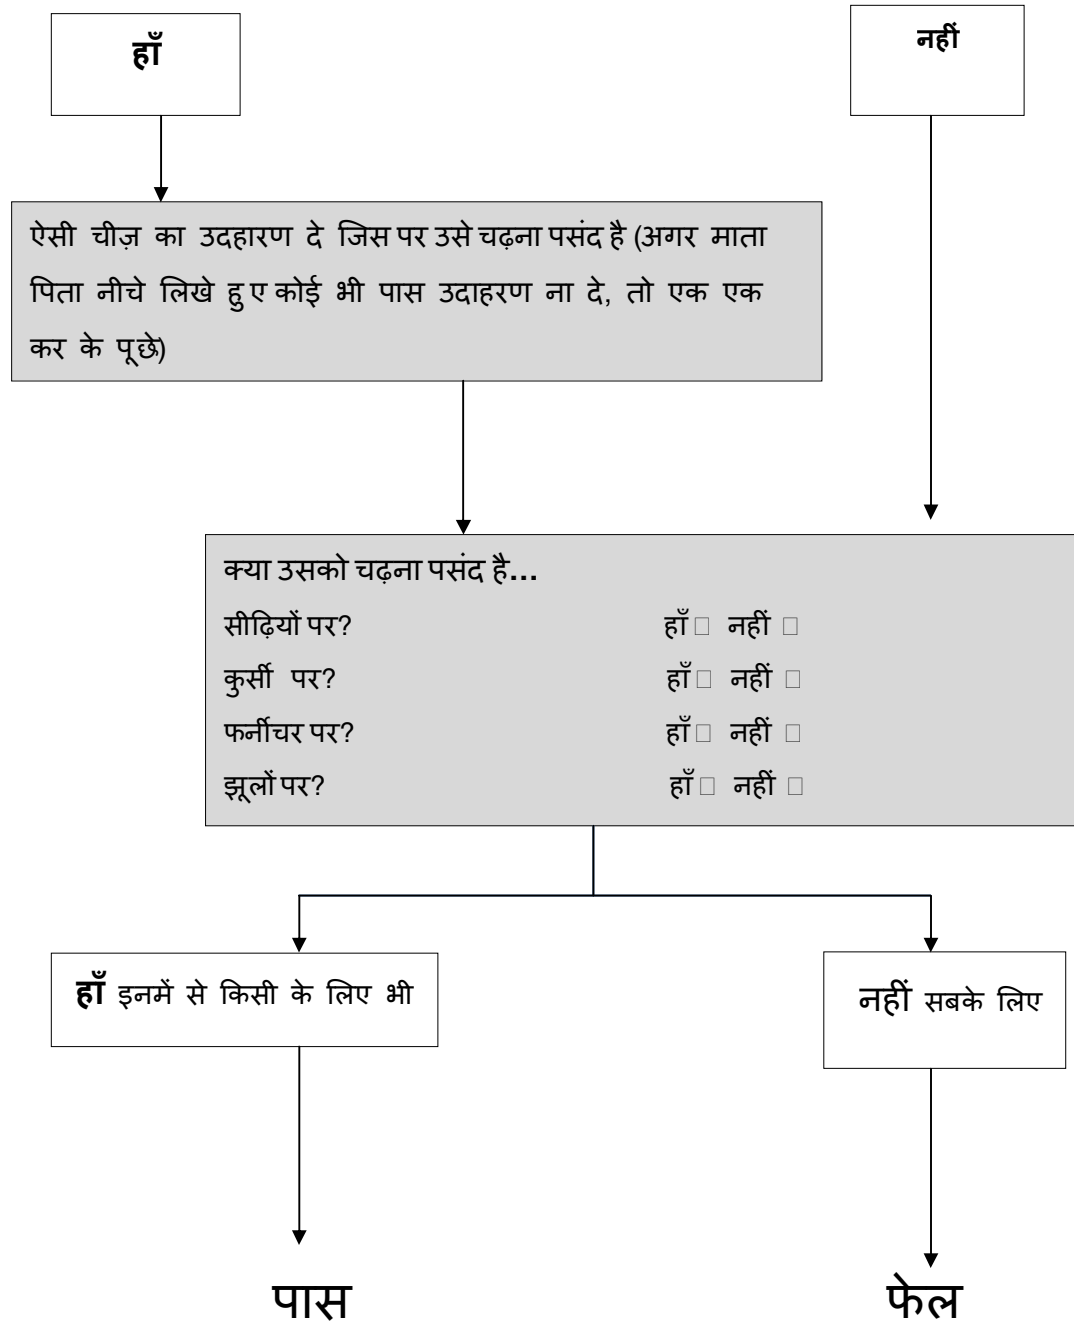 हाँ
नहीं
ऐसी चीज़ का उदहारण दे जिस पर उसे चढ़ना पसंद है (अगर माता
पिता नीचे लिखे हुए कोई भी पास उदाहरण ना दे, तो एक एक
कर के पूछे)
क्या उसको चढ़ना पसंद है...
सीढ़ियों पर? हाँ □ नहीं □
कुर्सी पर? हाँ □ नहीं □
फर्नीचर पर? हाँ □ नहीं □
झूलों पर? हाँ □ नहीं □
हाँ इनमें से किसी के लिए भी
नहीं सबके लिए
पास
फेल